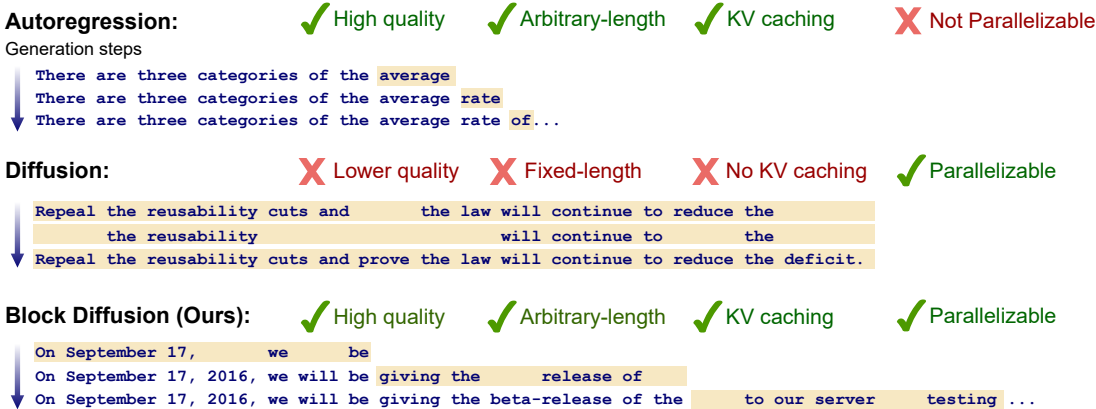 Autoregression: ✓ High quality ✓ Arbitrary-length ✓ KV caching X Not Parallelizable
Generation steps
There are three categories of the average
There are three categories of the average rate
There are three categories of the average rate of...
Diffusion: X Lower quality X Fixed-length X No KV caching ✓ Parallelizable
Repeal the reusability cuts and the law will continue to reduce the
the reusability will continue to the
Repeal the reusability cuts and prove the law will continue to reduce the deficit.
Block Diffusion (Ours): ✓ High quality ✓ Arbitrary-length ✓ KV caching ✓ Parallelizable
On September 17, we be
On September 17, 2016, we will be giving the release of
On September 17, 2016, we will be giving the beta-release of the to our server testing ...